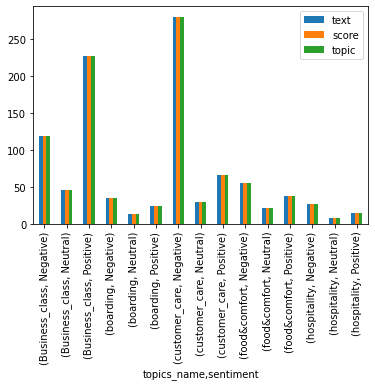 text
score
topic
250
200
150
100
50
0
(Business_class, Negative)
(Business_class, Neutral)
(Business_class, Positive)
(boarding, Negative)
(boarding, Neutral)
(boarding, Positive)
(customer_care, Negative)
(customer_care, Neutral)
(customer_care, Positive)
(food&comfort, Negative)
(food&comfort, Neutral)
(food&comfort, Positive)
(hospitality, Negative)
(hospitality, Neutral)
(hospitality, Positive)
topics_name,sentiment